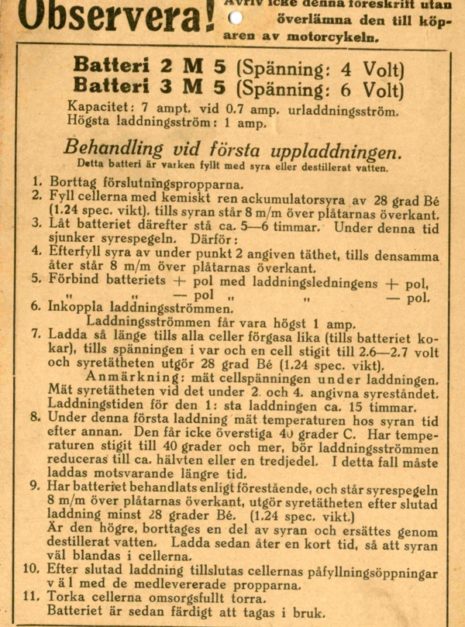 Observera!
Avriv icke denna föreskrift utan
överlämna den till köp-
aren av motorcykeln.
Batteri 2 M 5 (Spänning: 4 Volt)
Batteri 3 M 5 (Spänning: 6 Volt)
Kapacitet: 7 ampt. vid 0.7 amp. urladdningsström.
Högsta laddningsström: 1 amp.
Behandling vid första uppladdningen.
Detta batteri är varken fyllt med syra eller destillerat vatten.
1. Borttag förslutningspropparna.
2. Fyll cellerna med kemiskt ren ackumulatorsyra av 28 grad Bé
(1.24 spec. vikt). tills syran står 8 m/m över plåtarnas överkant.
3. Låt batteriet därefter stå ca. 5—6 timmar. Under denna tid
sjunker syrespegeln. Därför:
4. Efterfyll syra av under punkt 2 angiven täthet, tills densamma
åter står 8 m/m över plåtarnas överkant.
5. Förbind batteriets + pol med laddningsledningens + pol,
„ „ — pol „ „ — pol.
6. Inkoppla laddningsströmmen.
Laddningsströmmen får vara högst 1 amp.
7. Ladda så länge tills alla celler förgasa lika (tills batteriet ko-
kar), tills spänningen i var och en cell stigit till 2.6—2.7 volt
och syretätheten utgör 28 grad Bé (1.24 spec. vikt).
Anmärkning: mät cellspänningen under laddningen.
Mät syretätheten vid det under 2. och 4. angivna syreståndet.
Laddningstiden för den 1: sta laddningen ca. 15 timmar.
8. Under denna första laddning mät temperaturen hos syran tid
efter annan. Den får icke överstiga 40 grader C. Har tempe-
raturen stigit till 40 grader och mer, bör laddningsströmmen
reduceras till ca. hälvten eller en tredjedel. I detta fall måste
laddas motsvarande längre tid.
9. Har batteriet behandlats enligt förestående, och står syrespegeln
8 m/m över plåtarnas överkant, utgör syretätheten efter slutad
laddning minst 28 grader Bé. (1.24 spec. vikt.)
Är den högre, borttages en del av syran och ersättes genom
destillerat vatten. Ladda sedan åter en kort tid, så att syran
väl blandas i cellerna.
10. Efter slutad laddning tillslutas cellernas påfyllningsöppningar
väl med de medlevererade propparna.
11. Torka cellerna omsorgsfullt torra.
Batteriet är sedan färdigt att tagas i bruk.